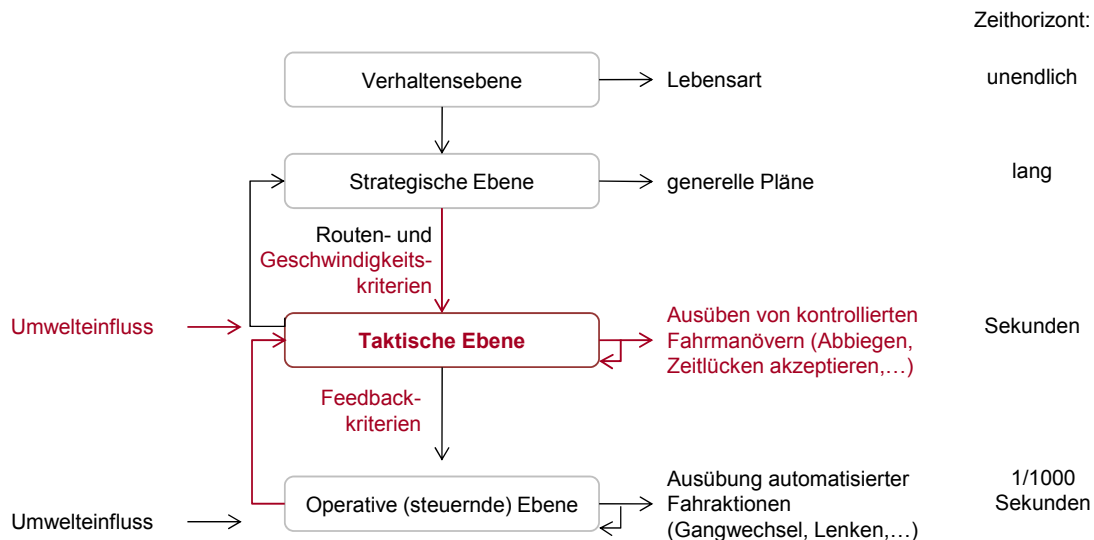 Zeithorizont:
Verhaltensebene
Lebensart
unendlich
Strategische Ebene
generelle Pläne
lang
Routen- und
Geschwindigkeits-
kriterien
Umwelteinfluss
Taktische Ebene
Ausüben von kontrollierten
Fahrmanövern (Abbiegen,
Zeitlücken akzeptieren,...)
Sekunden
Feedback-
kriterien
Umwelteinfluss
Operative (steuernde) Ebene
Ausübung automatisierter
Fahraktionen
(Gangwechsel, Lenken,...)
1/1000
Sekunden